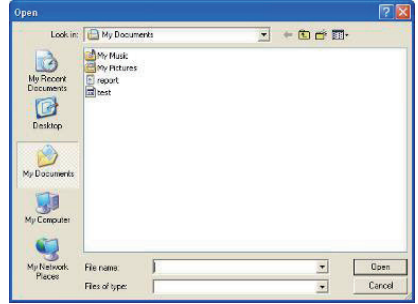 Open
Look in: My Documents
My Recent
Documents
Desktop
My Documents
My Computer
My Network
Places
My Music
My Pictures
report
test
File name: Open
Files of type: Cancel